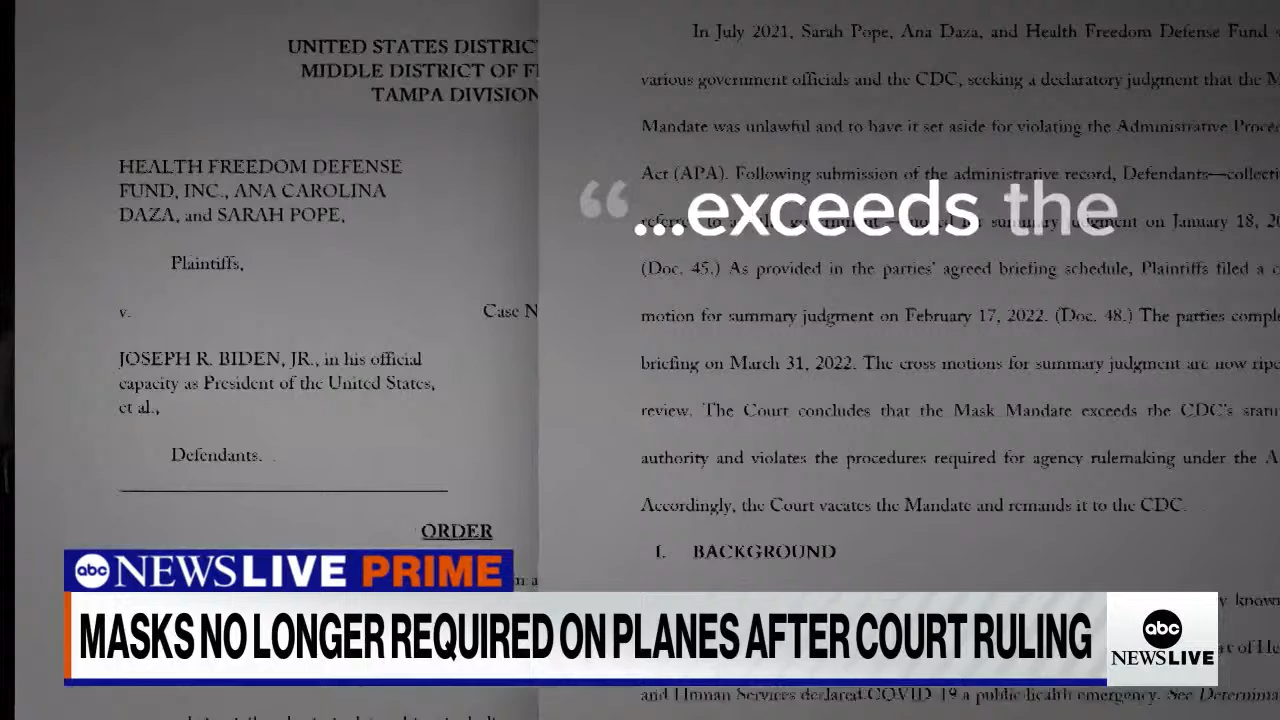 UNITED STATES DISTRIC
MIDDLE DISTRICT OF FI
TAMPA DIVISION
HEALTH FREEDOM DEFENSE
FUND, INC., ANA CAROLINA
DAZA, and SARAH POPE,
Plaintiffs,
v.
Case N
JOSEPH R. BIDEN, JR., in his official
capacity as President of the United States,
et al.,
Defendants.
ORDER
In July 2021, Sarah Pope, Ana Daza, and Health Freedom Defense Fund s
various government officials and the CDC, seeking a declaratory judgment that the M
Mandate was unlawful and to have it set aside for violating the Administrative Proce
Act (APA). Following submission of the administrative record, Defendants—collecti
“ ...exceeds the
summary judgment on January 18, 20
(Doc. 45.) As provided in the parties’ agreed briefing schedule, Plaintiffs filed a c
motion for summary judgment on February 17, 2022. (Doc. 48.) The parties comple
briefing on March 31, 2022. The cross motions for summary judgment are now ripe
review. The Court concludes that the Mask Mandate exceeds the CDC’s statu
authority and violates the procedures required for agency rulemaking under the A
Accordingly, the Court vacates the Mandate and remands it to the CDC.
I. BACKGROUND
known
of He
and Human Services declared COVID-19 a public health emergency. See Determina
abc NEWS LIVE PRIME
MASKS NO LONGER REQUIRED ON PLANES AFTER COURT RULING
abc
NEWS LIVE